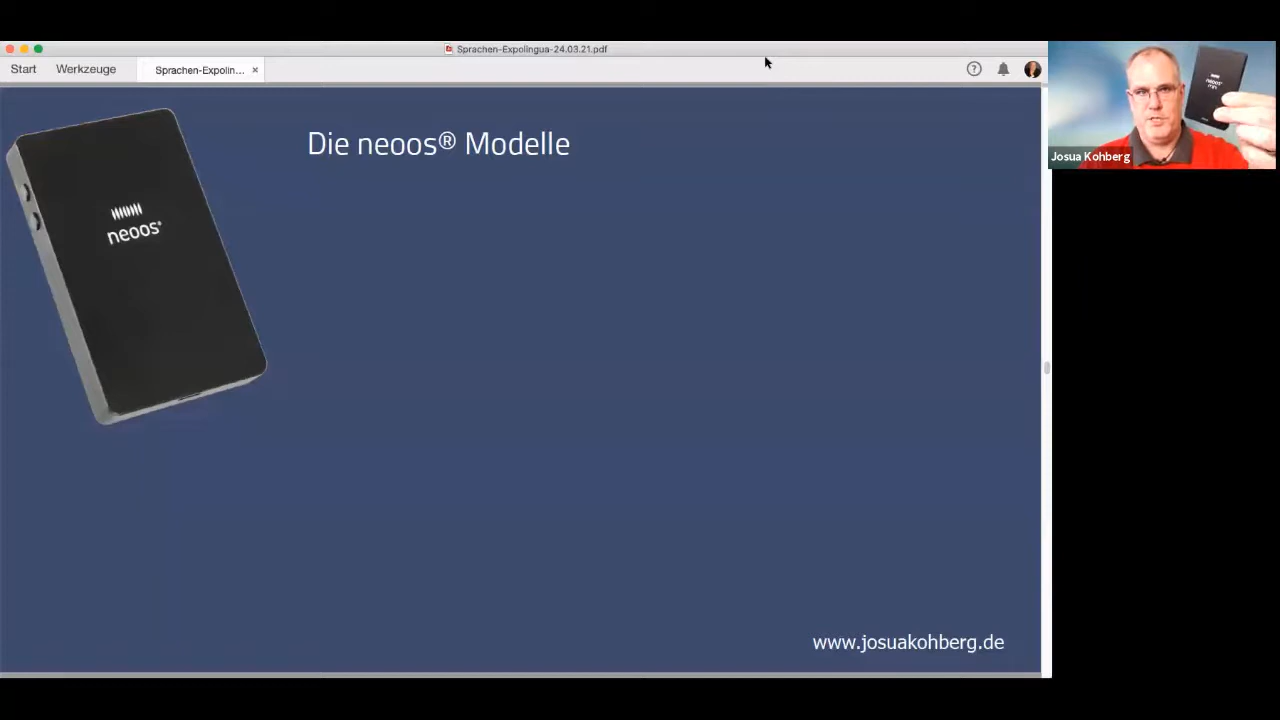 Sprachen-Expolingua-24.03.21.pdf
Start Werkzeuge Sprachen-Expolin... ×
Die neoos® Modelle
neoos®
www.josuakohberg.de
neoos®
Josua Kohberg